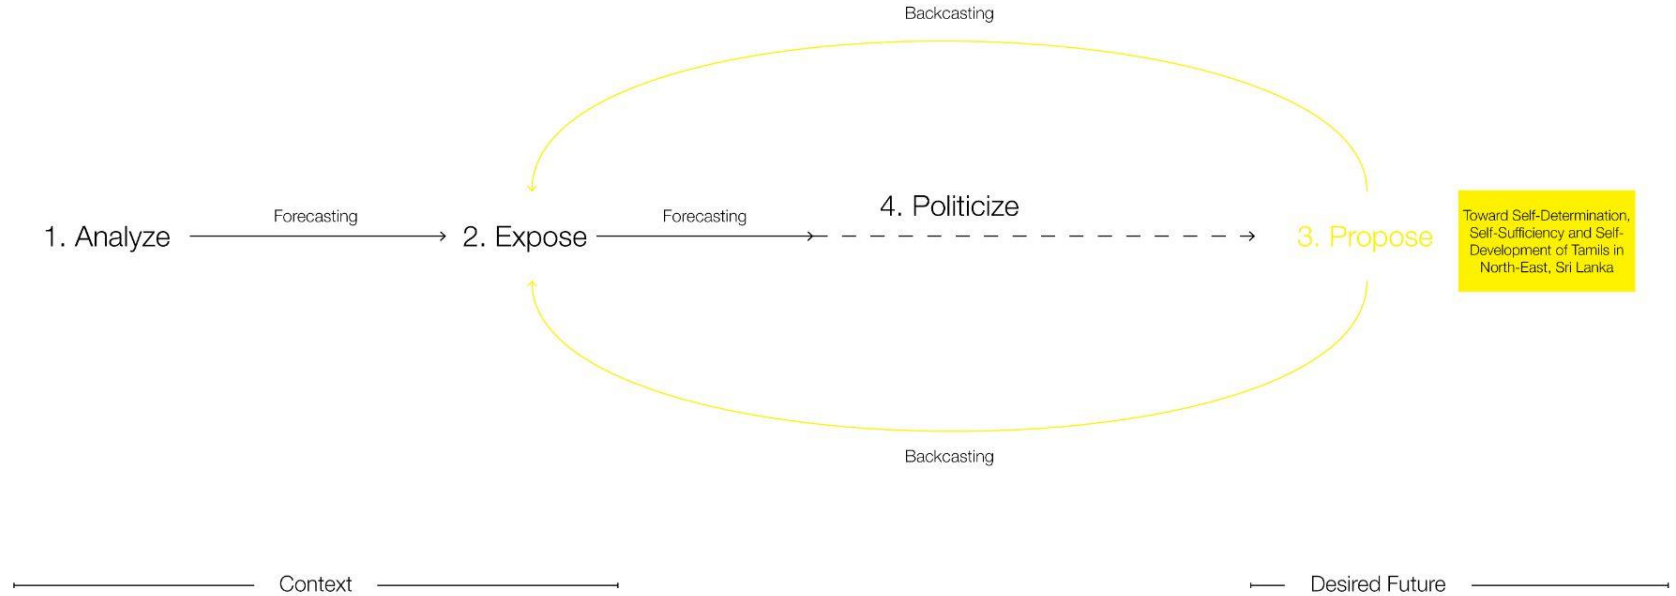 Backcasting
1. Analyze
Forecasting
2. Expose
Forecasting
4. Politicize
3. Propose
Toward Self-Determination,
Self-Sufficiency and Self-
Development of Tamils in
North-East, Sri Lanka
Backcasting
Context
Desired Future